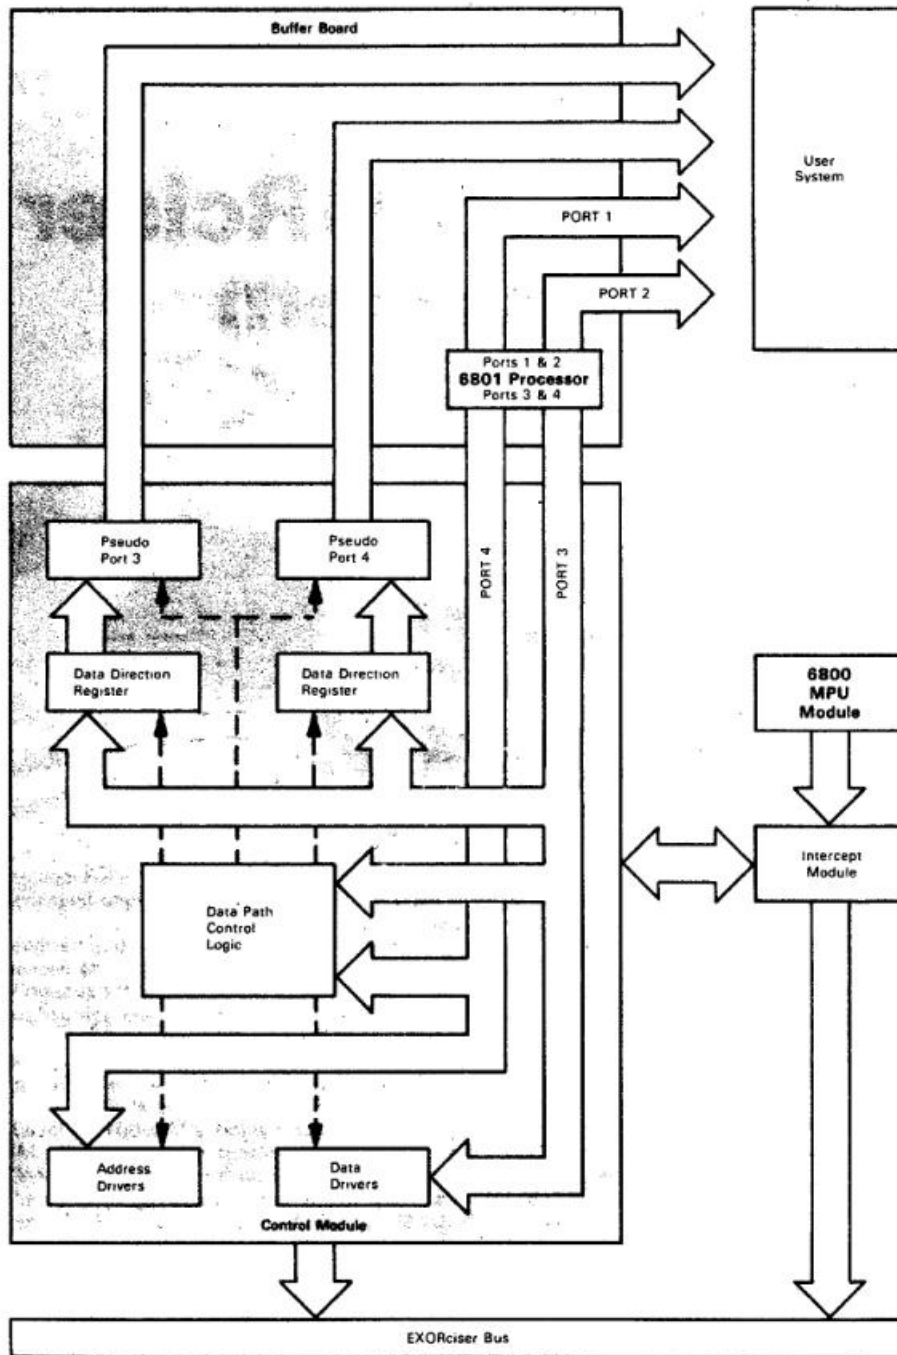 Buffer Board
User
System
PORT 1
PORT 2
Ports 1 & 2
6801 Processor
Ports 3 & 4
Pseudo
Port 3
Pseudo
Port 4
PORT 4
PORT 3
Data Direction
Register
Data Direction
Register
6800
MPU
Module
Intercept
Module
Data Path
Control
Logic
Address
Drivers
Data
Drivers
Control Module
EXORciser Bus